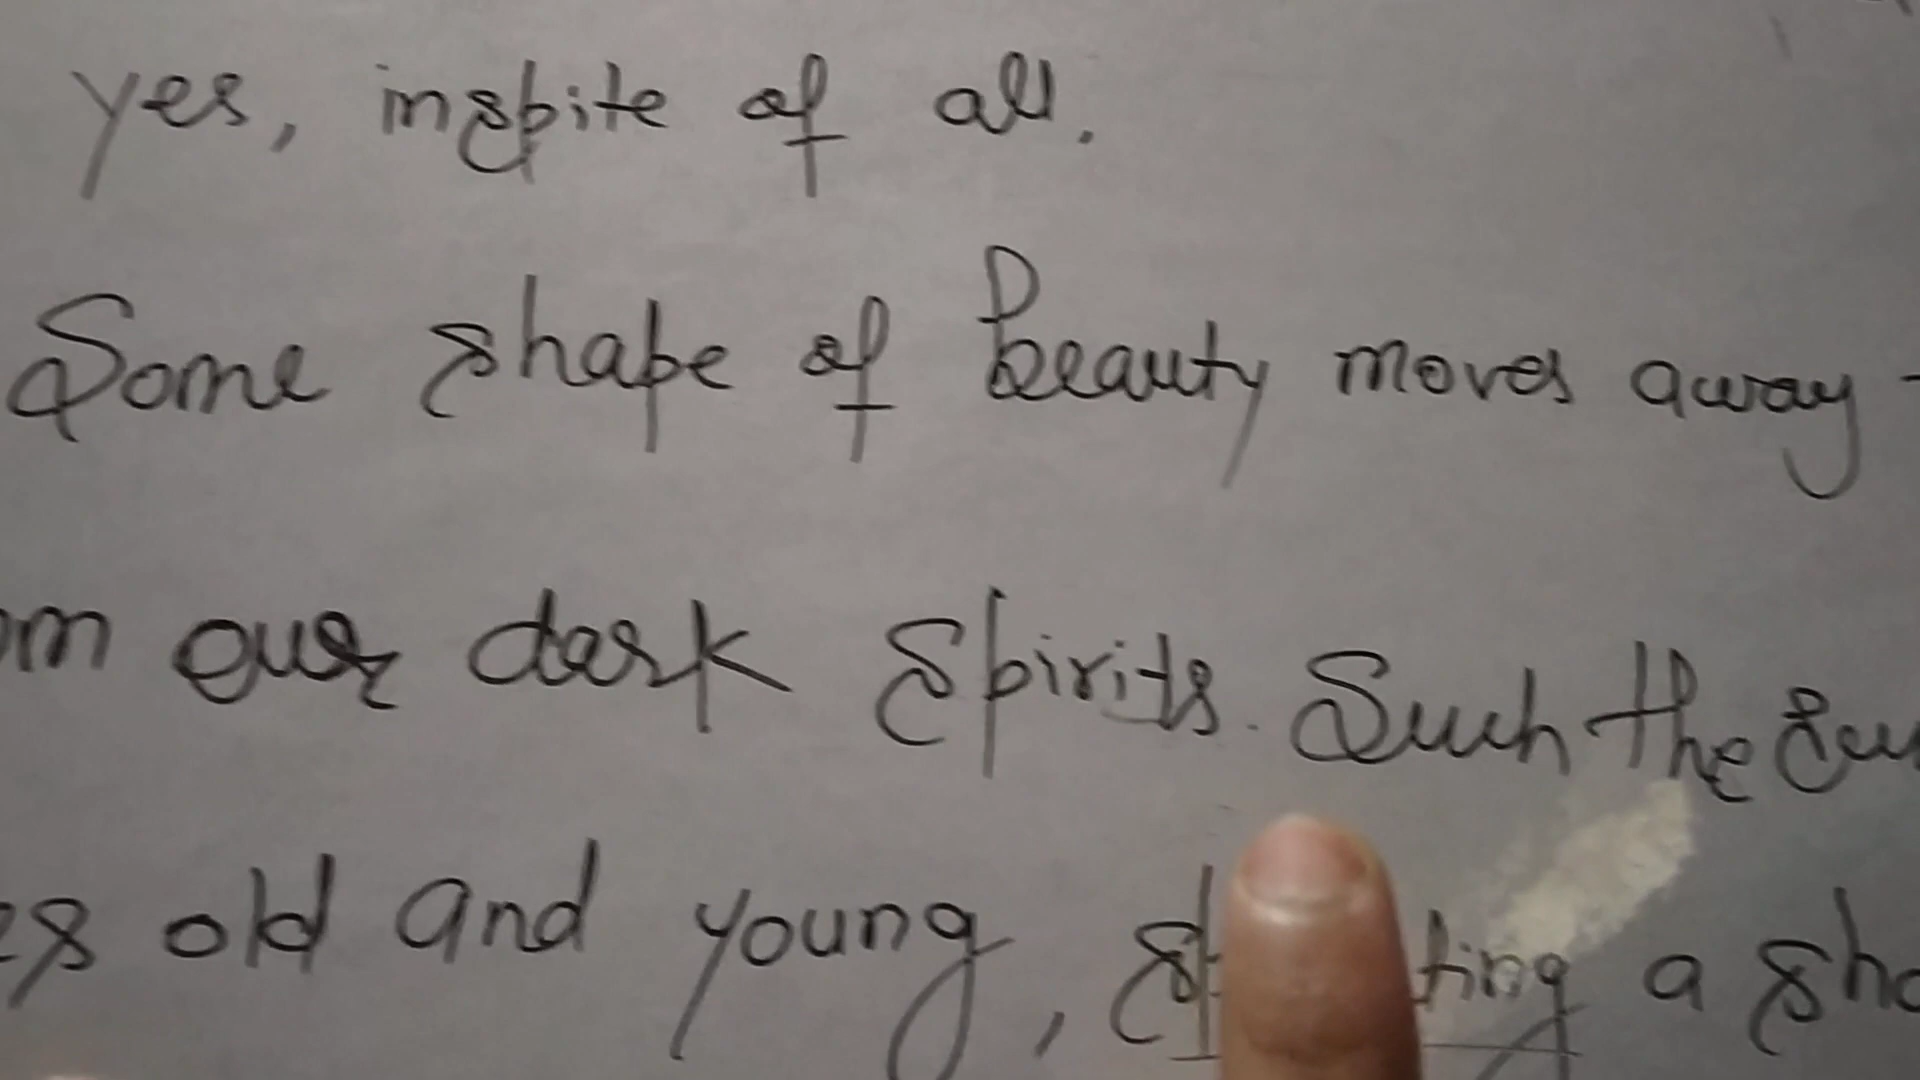 yes, inspite of all.
Some shape of beauty moves away
our dark spirits. Such the
old and young, a